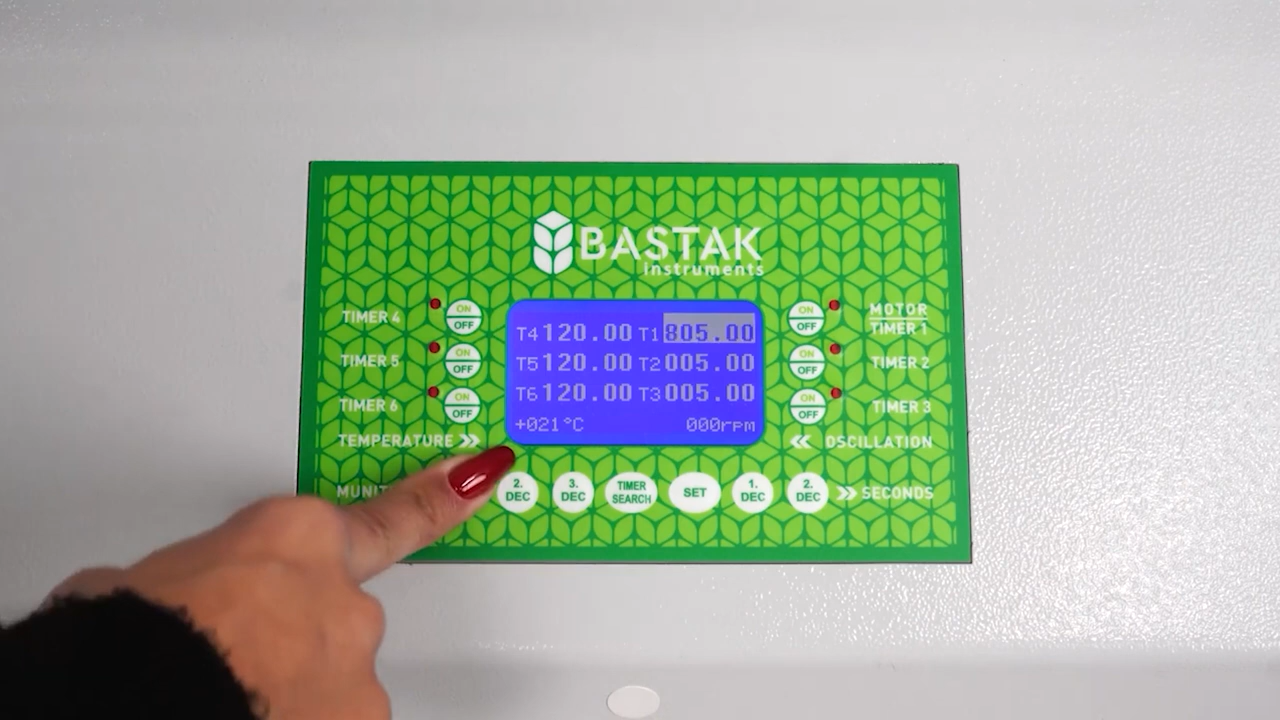 BASTAK
instruments
TIMER 4
ON
OFF
T4 120.00 T1 805.00
ON
OFF
MOTOR
TIMER 1
TIMER 5
ON
OFF
T5 120.00 T2 005.00
ON
OFF
TIMER 2
TIMER 6
ON
OFF
T6 120.00 T3 005.00
ON
OFF
TIMER 3
+021°C 000rpm
TEMPERATURE »
« OSCILLATION
2.
DEC
3.
DEC
TIMER
SEARCH
SET
1.
DEC
2.
DEC
» SECONDS